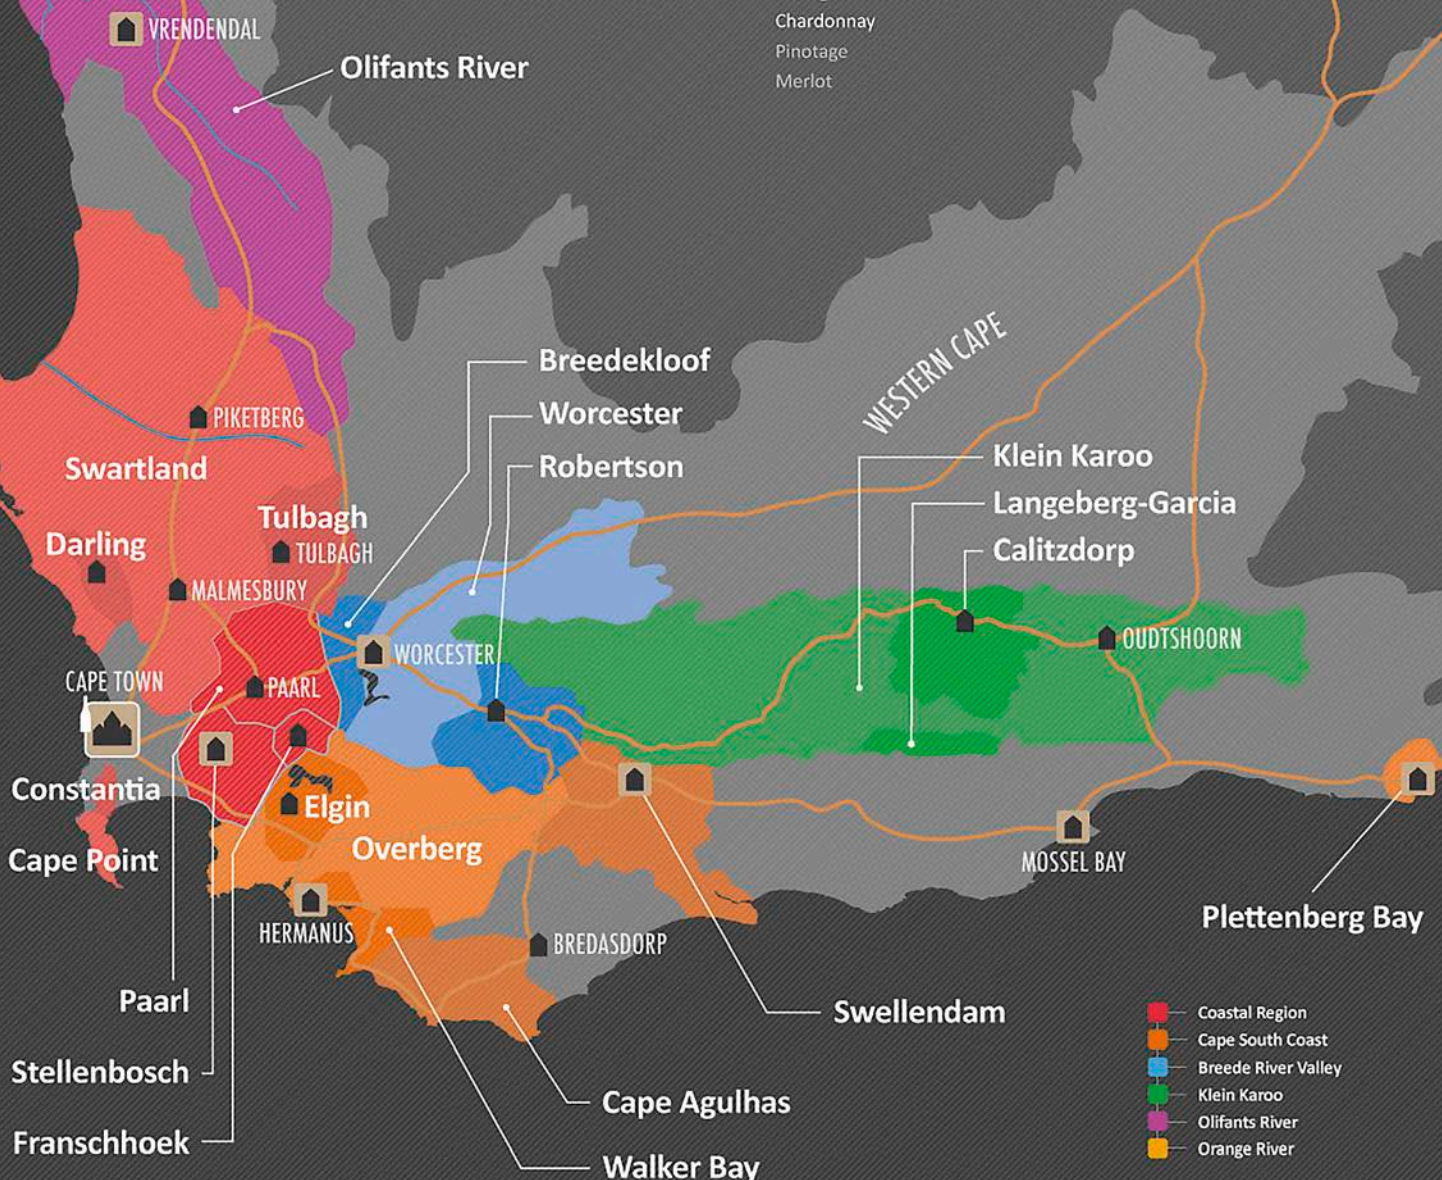 Chardonnay
Pinotage
Merlot
VRENDENDAL
Olifants River
WESTERN CAPE
Breedekloof
Worcester
Robertson
PIKETBERG
Swartland
Klein Karoo
Langeberg-Garcia
Calitzdorp
Tulbagh
TULBAGH
Darling
MALMESBURY
WORCESTER
OUDTSHOORN
CAPE TOWN
PAARL
Constantia
Elgin
Overberg
Cape Point
MOSSEL BAY
HERMANUS
BREDASDORP
Plettenberg Bay
Paarl
Swellendam
Stellenbosch
Cape Agulhas
Franschhoek
Walker Bay
Coastal Region
Cape South Coast
Breede River Valley
Klein Karoo
Olifants River
Orange River